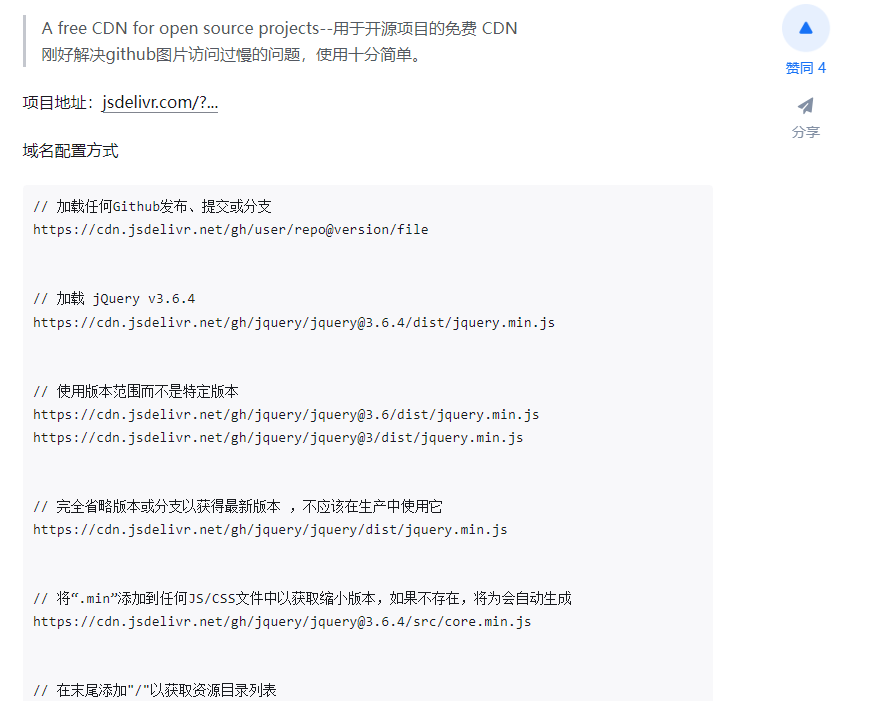 A free CDN for open source projects--用于开源项目的免费 CDN
刚好解决github图片访问过慢的问题，使用十分简单。
赞同 4
项目地址：jsdelivr.com/?...
分享
域名配置方式
// 加载任何Github发布、提交或分支
https://cdn.jsdelivr.net/gh/user/repo@version/file
// 加载 jQuery v3.6.4
https://cdn.jsdelivr.net/gh/jquery/jquery@3.6.4/dist/jquery.min.js
// 使用版本范围而不是特定版本
https://cdn.jsdelivr.net/gh/jquery/jquery@3.6/dist/jquery.min.js
https://cdn.jsdelivr.net/gh/jquery/jquery@3/dist/jquery.min.js
// 完全省略版本或分支以获得最新版本 ，不应该在生产中使用它
https://cdn.jsdelivr.net/gh/jquery/jquery/dist/jquery.min.js
// 将“.min”添加到任何JS/CSS文件中以获取缩小版本，如果不存在，将为会自动生成
https://cdn.jsdelivr.net/gh/jquery/jquery@3.6.4/src/core.min.js
// 在末尾添加"/"以获取资源目录列表